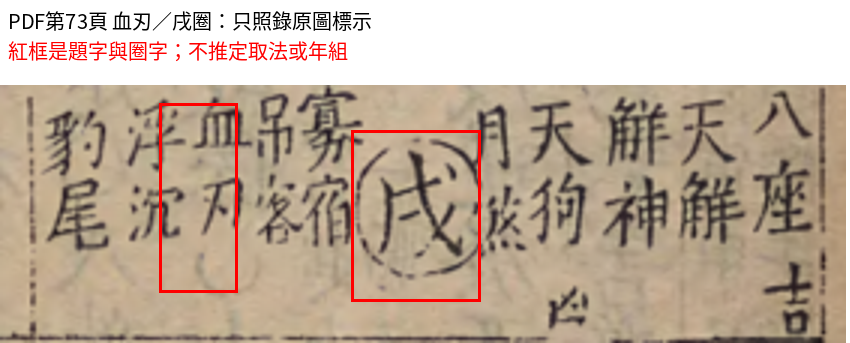 PDF第73頁 血刃／戌圈：只照錄原圖標示
紅框是題字與圈字；不推定取法或年組
八座 吉
天解
解神
天狗 凶
月煞
戌
寡宿
吊客
血刃
浮沉
豹尾